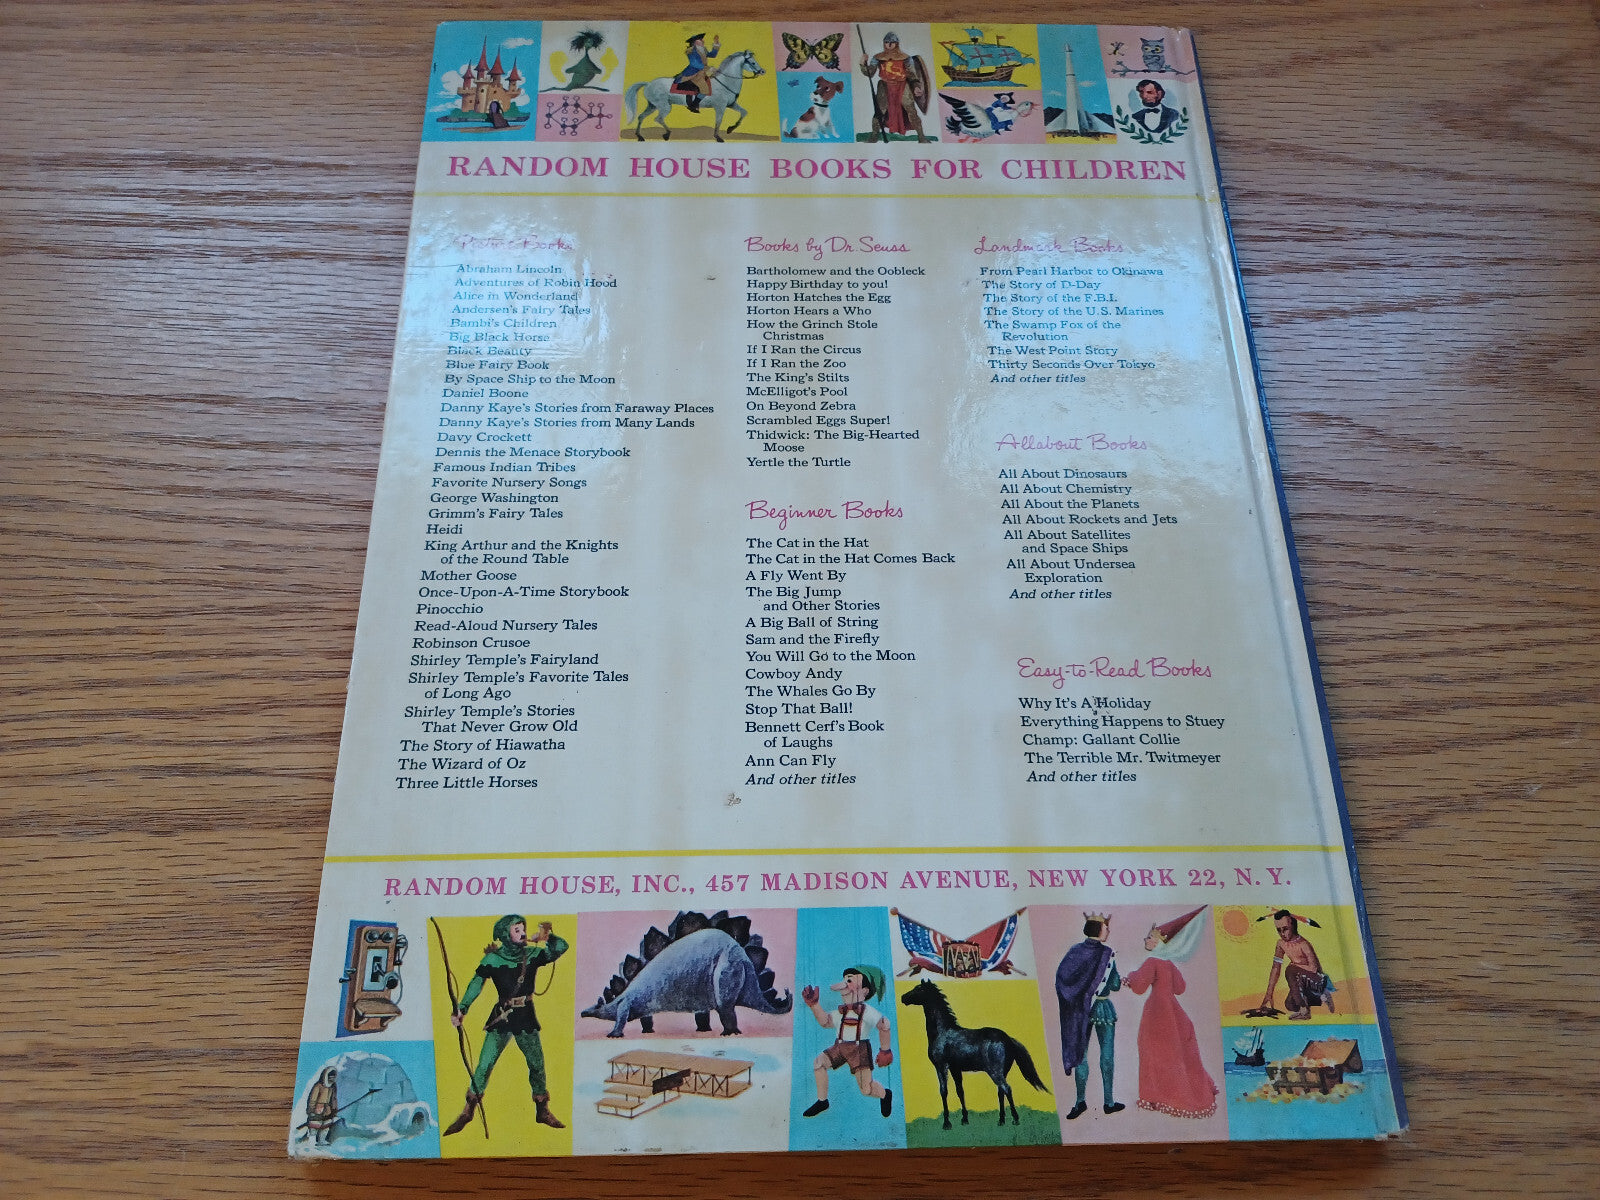 RANDOM HOUSE BOOKS FOR CHILDREN
Picture Books
Abraham Lincoln
Adventures of Robin Hood
Alice in Wonderland
Andersen's Fairy Tales
Bambi's Children
Big Black Horse
Black Beauty
Blue Fairy Book
By Space Ship to the Moon
Daniel Boone
Danny Kaye's Stories from Faraway Places
Danny Kaye's Stories from Many Lands
Davy Crockett
Dennis the Menace Storybook
Famous Indian Tribes
Favorite Nursery Songs
George Washington
Grimm's Fairy Tales
Heidi
King Arthur and the Knights
of the Round Table
Mother Goose
Once-Upon-A-Time Storybook
Pinocchio
Read-Aloud Nursery Tales
Robinson Crusoe
Shirley Temple's Fairyland
Shirley Temple's Favorite Tales
of Long Ago
Shirley Temple's Stories
That Never Grow Old
The Story of Hiawatha
The Wizard of Oz
Three Little Horses
Books by Dr. Seuss
Bartholomew and the Oobleck
Happy Birthday to you!
Horton Hatches the Egg
Horton Hears a Who
How the Grinch Stole
Christmas
If I Ran the Circus
If I Ran the Zoo
The King's Stilts
McElligot's Pool
On Beyond Zebra
Scrambled Eggs Super!
Thidwick: The Big-Hearted
Moose
Yertle the Turtle
Beginner Books
The Cat in the Hat
The Cat in the Hat Comes Back
A Fly Went By
The Big Jump
and Other Stories
A Big Ball of String
Sam and the Firefly
You Will Go to the Moon
Cowboy Andy
The Whales Go By
Stop That Ball!
Bennett Cerf's Book
of Laughs
Ann Can Fly
And other titles
Landmark Books
From Pearl Harbor to Okinawa
The Story of D-Day
The Story of the F.B.I.
The Story of the U.S. Marines
The Swamp Fox of the
Revolution
The West Point Story
Thirty Seconds Over Tokyo
And other titles
Allabout Books
All About Dinosaurs
All About Chemistry
All About the Planets
All About Rockets and Jets
All About Satellites
and Space Ships
All About Undersea
Exploration
And other titles
Easy-to-Read Books
Why It's A Holiday
Everything Happens to Stuey
Champ: Gallant Collie
The Terrible Mr. Twitmeyer
And other titles
RANDOM HOUSE, INC., 457 MADISON AVENUE, NEW YORK 22, N. Y.